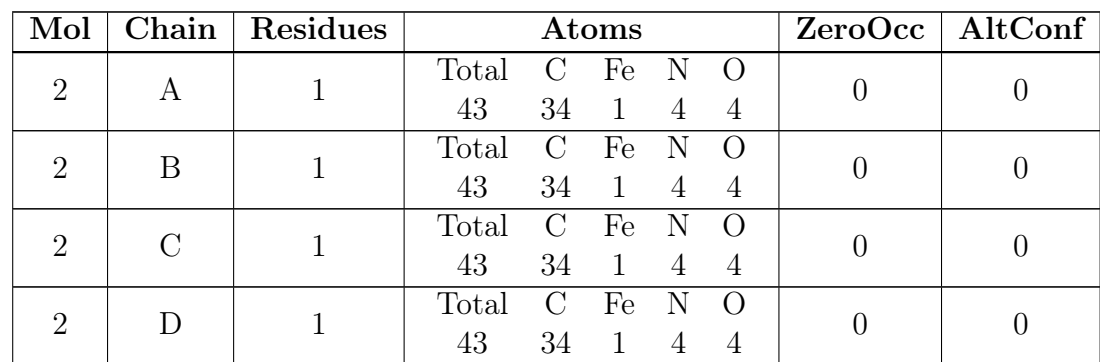 Mol Chain Residues Atoms ZeroOcc AltConf
2 A 1 Total C Fe N O 0 0
43 34 1 4 4
2 B 1 Total C Fe N O 0 0
43 34 1 4 4
2 C 1 Total C Fe N O 0 0
43 34 1 4 4
2 D 1 Total C Fe N O 0 0
43 34 1 4 4